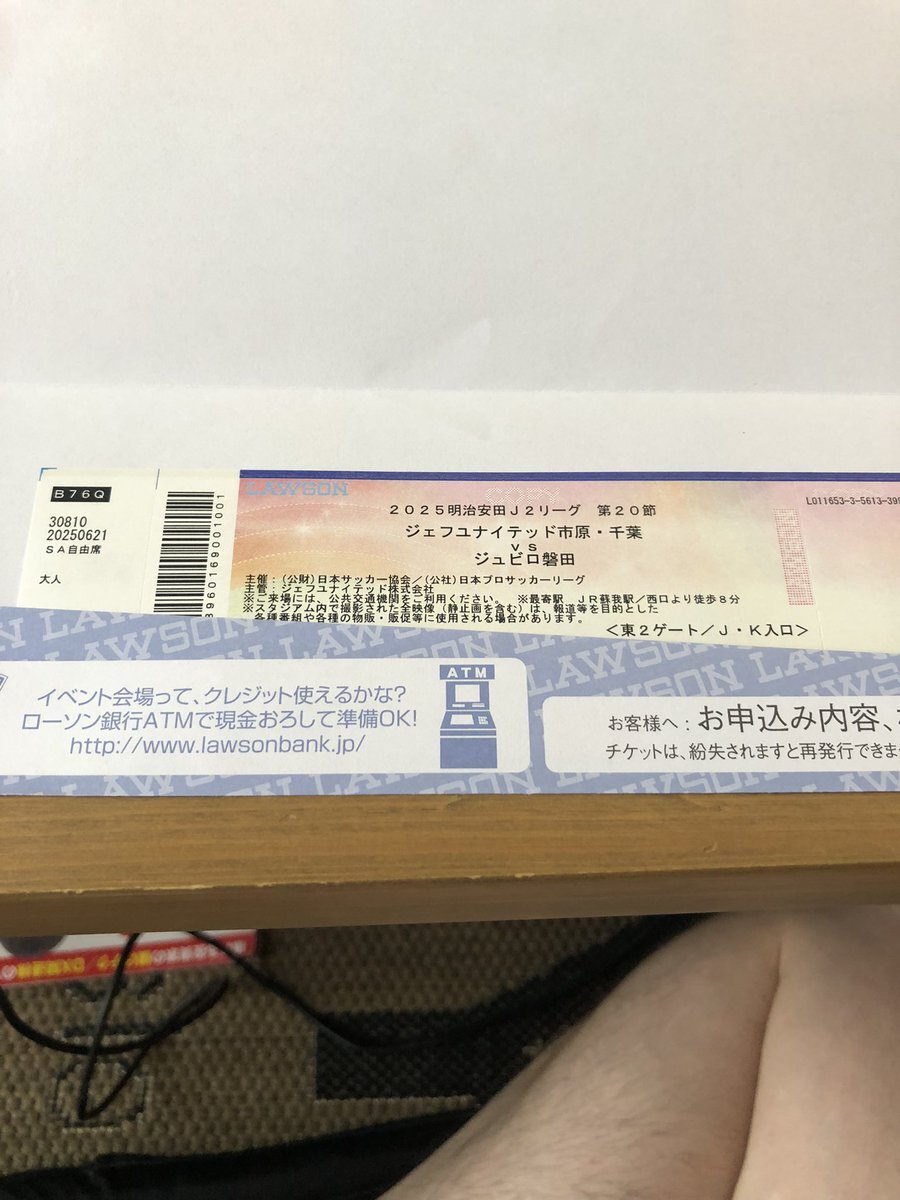 B76Q
30810
20250621
SA自由席
大人
8960169001001
LAWSON
COPY
2025明治安田J2リーグ 第20節
ジェフユナイテッド市原・千葉
vs
ジュビロ磐田
主催:(公財)日本サッカー協会/(公社)日本プロサッカーリーグ
主管:ジェフユナイテッド株式会社
※ご来場には、公共交通機関をご利用ください。 ※最寄駅 JR蘇我駅/西口より徒歩8分
※スタジアム内で撮影された全映像(静止画を含む)は、報道等を目的とした
各種番組や各種の物販・販促等に使用される場合があります。
<東2ゲート/J・K入口>
L011653-3-5613-399
イベント会場って、クレジット使えるかな?
ローソン銀行ATMで現金おろして準備OK!
http://www.lawsonbank.jp/
ATM
お客様へ:お申込み内容、
チケットは、紛失されますと再発行できま
LAWSON LAWSON LAWSON